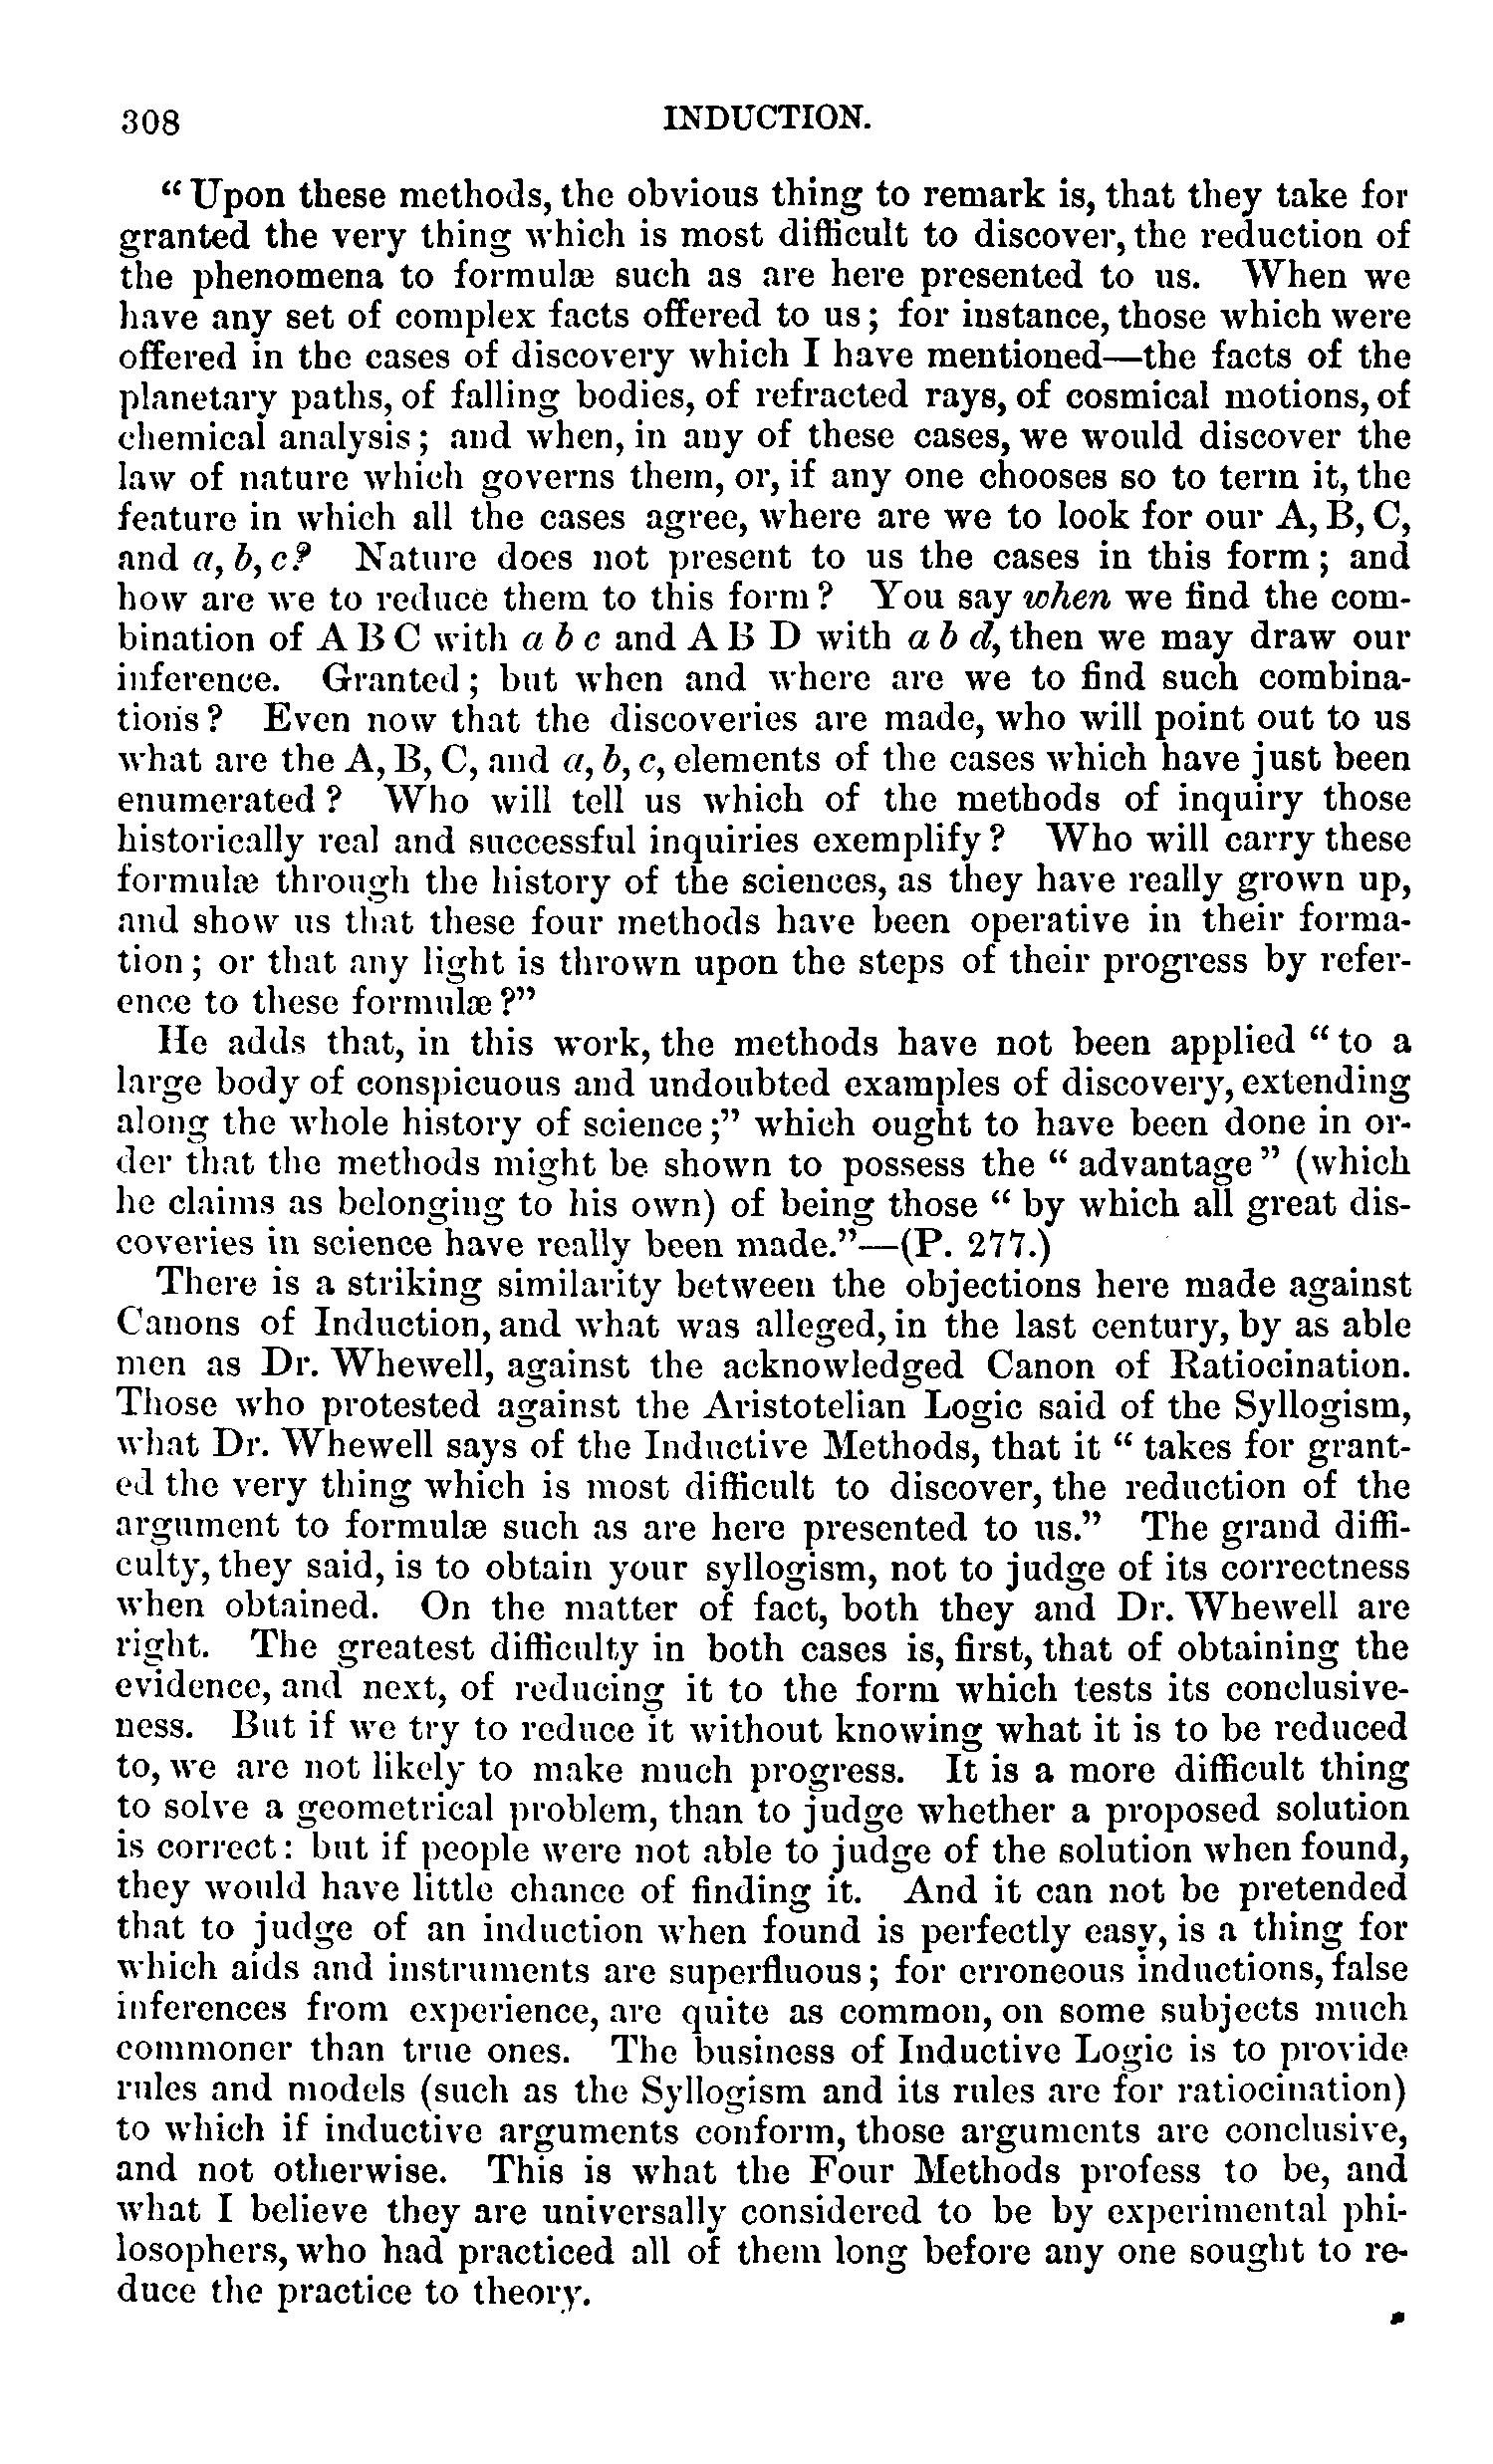 308 INDUCTION.
“Upon these methods, the obvious thing to remark is, that they take for
granted the very thing which is most difficult to discover, the reduction of
the phenomena to formulæ such as are here presented to us. When we
have any set of complex facts offered to us; for instance, those which were
offered in the cases of discovery which I have mentioned—the facts of the
planetary paths, of falling bodies, of refracted rays, of cosmical motions, of
chemical analysis; and when, in any of these cases, we would discover the
law of nature which governs them, or, if any one chooses so to term it, the
feature in which all the cases agree, where are we to look for our A, B, C,
and a, b, c? Nature does not present to us the cases in this form; and
how are we to reduce them to this form? You say when we find the com-
bination of A B C with a b c and A B D with a b d, then we may draw our
inference. Granted; but when and where are we to find such combina-
tions? Even now that the discoveries are made, who will point out to us
what are the A, B, C, and a, b, c, elements of the cases which have just been
enumerated? Who will tell us which of the methods of inquiry those
historically real and successful inquiries exemplify? Who will carry these
formulæ through the history of the sciences, as they have really grown up,
and show us that these four methods have been operative in their forma-
tion; or that any light is thrown upon the steps of their progress by refer-
ence to these formulæ?”
He adds that, in this work, the methods have not been applied “to a
large body of conspicuous and undoubted examples of discovery, extending
along the whole history of science;” which ought to have been done in or-
der that the methods might be shown to possess the “advantage” (which
he claims as belonging to his own) of being those “by which all great dis-
coveries in science have really been made.”—(P. 277.)
There is a striking similarity between the objections here made against
Canons of Induction, and what was alleged, in the last century, by as able
men as Dr. Whewell, against the acknowledged Canon of Ratiocination.
Those who protested against the Aristotelian Logic said of the Syllogism,
what Dr. Whewell says of the Inductive Methods, that it “takes for grant-
ed the very thing which is most difficult to discover, the reduction of the
argument to formulæ such as are here presented to us.” The grand diffi-
culty, they said, is to obtain your syllogism, not to judge of its correctness
when obtained. On the matter of fact, both they and Dr. Whewell are
right. The greatest difficulty in both cases is, first, that of obtaining the
evidence, and next, of reducing it to the form which tests its conclusive-
ness. But if we try to reduce it without knowing what it is to be reduced
to, we are not likely to make much progress. It is a more difficult thing
to solve a geometrical problem, than to judge whether a proposed solution
is correct: but if people were not able to judge of the solution when found,
they would have little chance of finding it. And it can not be pretended
that to judge of an induction when found is perfectly easy, is a thing for
which aids and instruments are superfluous; for erroneous inductions, false
inferences from experience, are quite as common, on some subjects much
commoner than true ones. The business of Inductive Logic is to provide
rules and models (such as the Syllogism and its rules are for ratiocination)
to which if inductive arguments conform, those arguments are conclusive,
and not otherwise. This is what the Four Methods profess to be, and
what I believe they are universally considered to be by experimental phi-
losophers, who had practiced all of them long before any one sought to re-
duce the practice to theory.